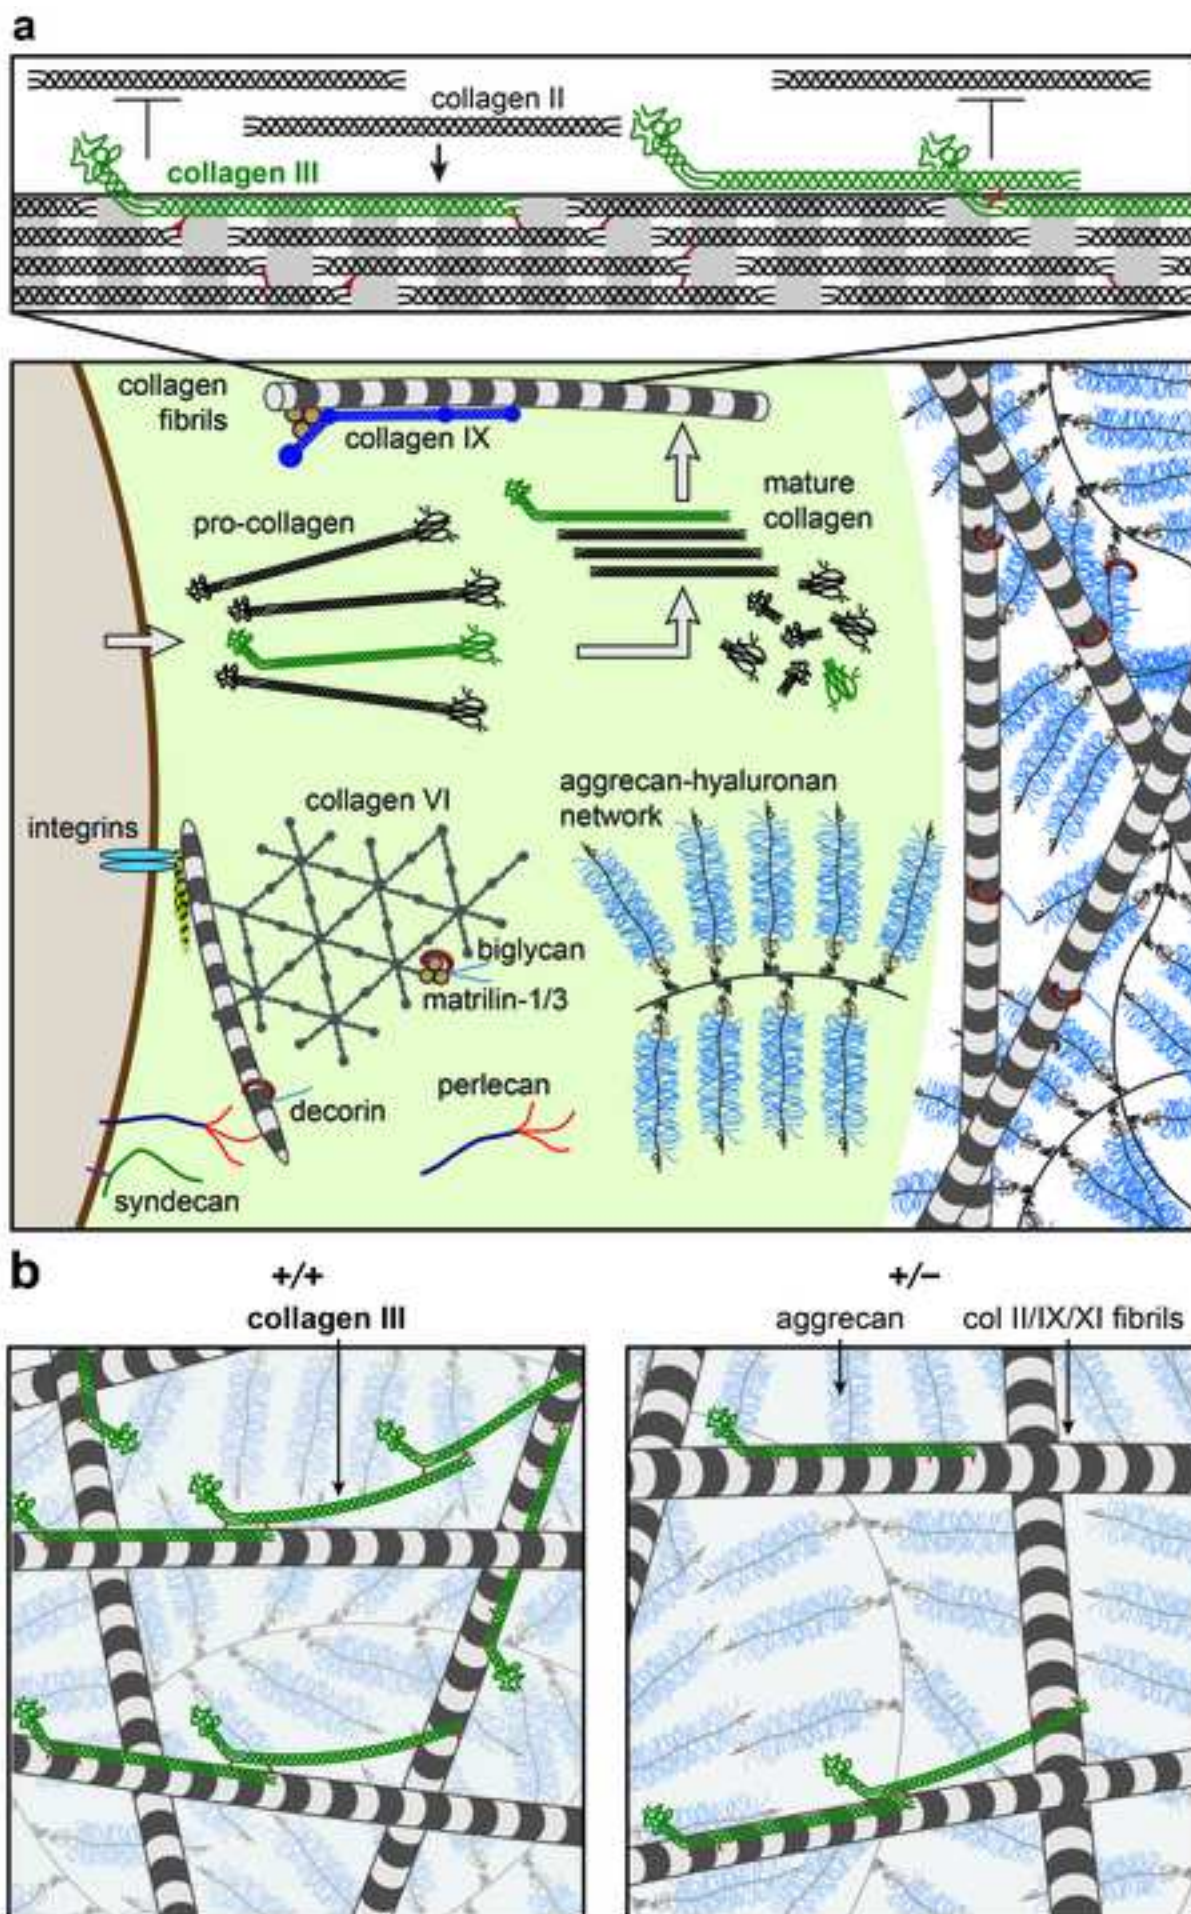 a
collagen II
collagen III
collagen
fibrils
collagen IX
mature
collagen
pro-collagen
aggrecan-hyaluronan
network
collagen VI
integrins
biglycan
matrilin-1/3
perlecan
decorin
syndecan
b
+/+
+/–
collagen III
aggrecan
col II/IX/XI fibrils